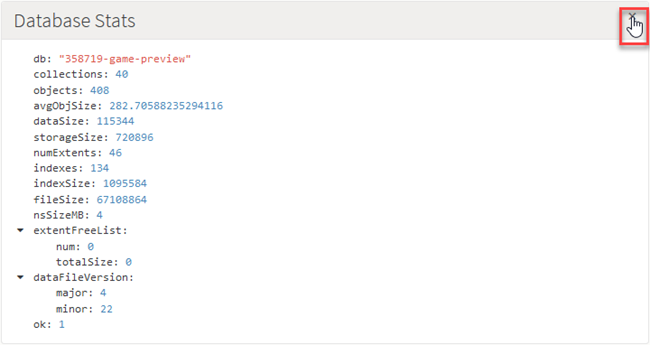 Database Stats
db: "358719-game-preview"
collections: 40
objects: 408
avgObjSize: 282.70588235294116
dataSize: 115344
storageSize: 720896
numExtents: 46
indexes: 134
indexSize: 1095584
fileSize: 67108864
nsSizeMB: 4
extentFreeList:
num: 0
totalSize: 0
dataFileVersion:
major: 4
minor: 22
ok: 1